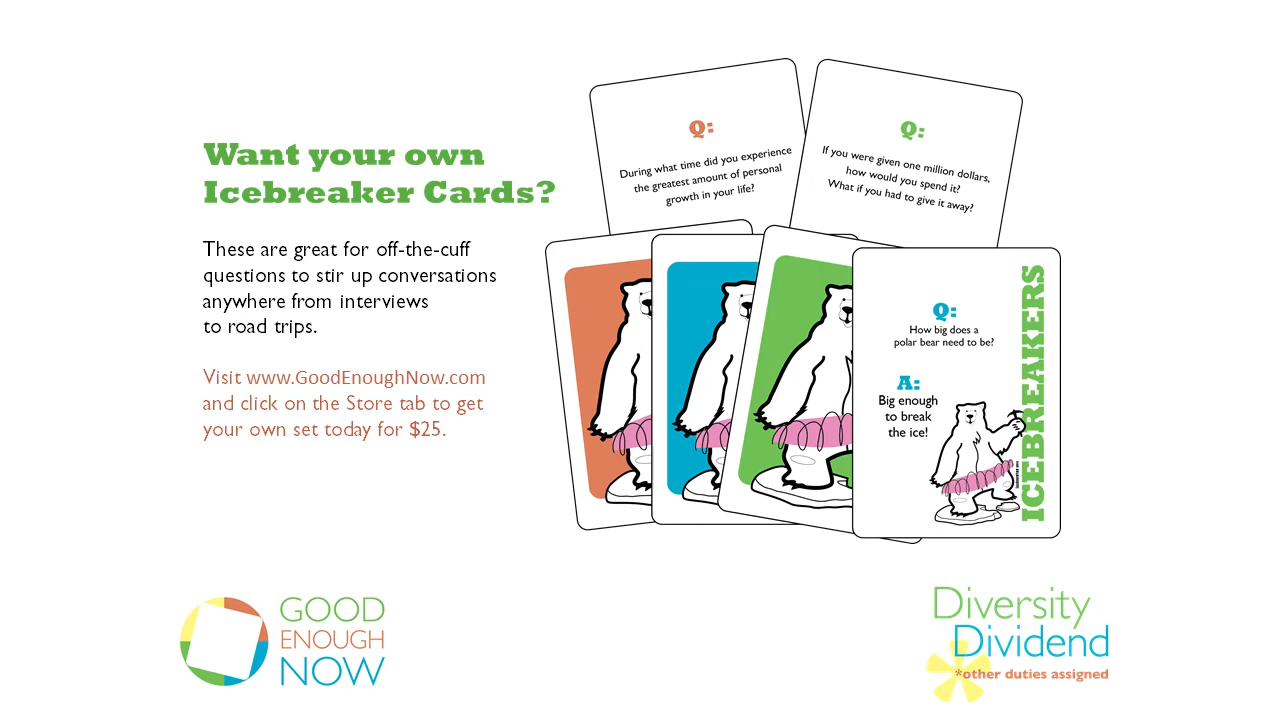 Want your own
Icebreaker Cards?
These are great for off-the-cuff
questions to stir up conversations
anywhere from interviews
to road trips.
Visit www.GoodEnoughNow.com
and click on the Store tab to get
your own set today for $25.
Q:
During what time did you experience
the greatest amount of personal
growth in your life?
Q:
If you were given one million dollars,
how would you spend it?
What if you had to give it away?
Q:
How big does a
polar bear need to be?
A:
Big enough
to break
the ice!
ICEBREAKERS
GOOD
ENOUGH
NOW
Diversity
Dividend
*other duties assigned